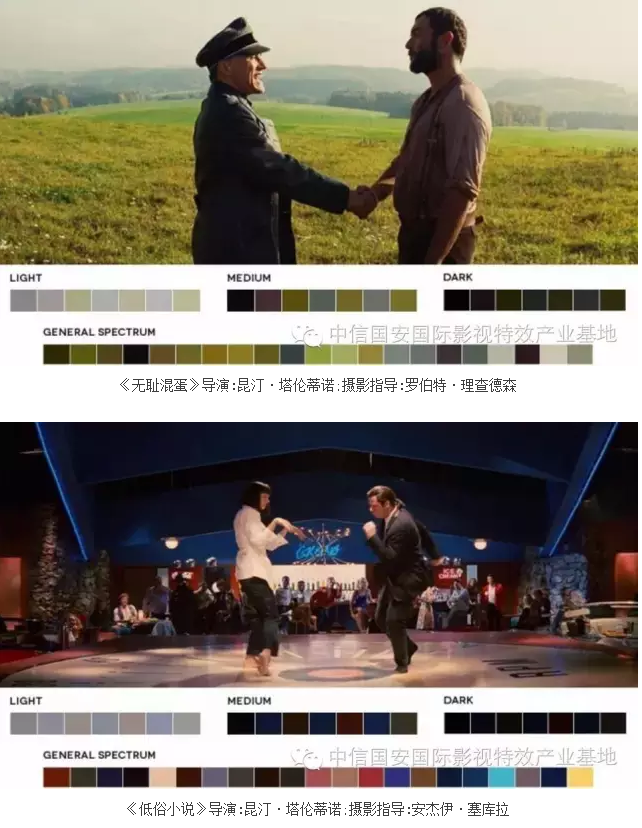 LIGHT MEDIUM DARK
GENERAL SPECTRUM
中信国安国际影视特效产业基地
《无耻混蛋》导演:昆汀·塔伦蒂诺;摄影指导:罗伯特·理查德森
LIGHT MEDIUM DARK
GENERAL SPECTRUM
中信国安国际影视特效产业基地
《低俗小说》导演:昆汀·塔伦蒂诺;摄影指导:安杰伊·塞库拉